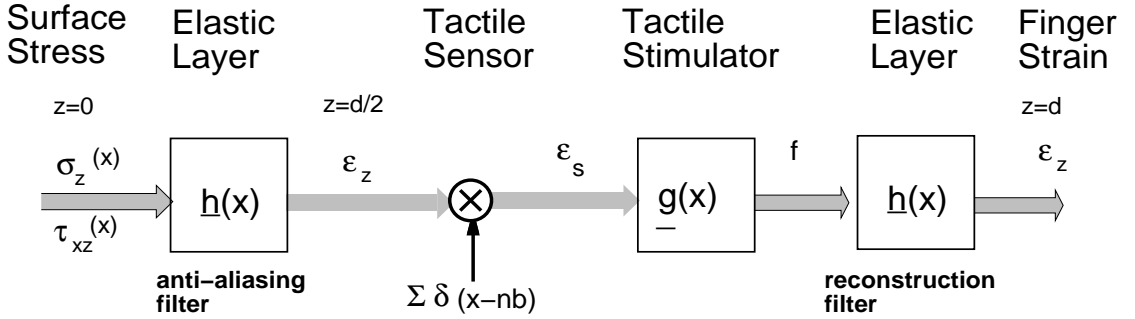 Surface Stress
Elastic Layer
Tactile Sensor
Tactile Stimulator
Elastic Layer
Finger Strain
z=0
z=d/2
z=d
σz(x)
τxz(x)
h(x)
εz
εs
g(x)
f
h(x)
εz
anti-aliasing filter
Σ δ (x-nb)
reconstruction filter